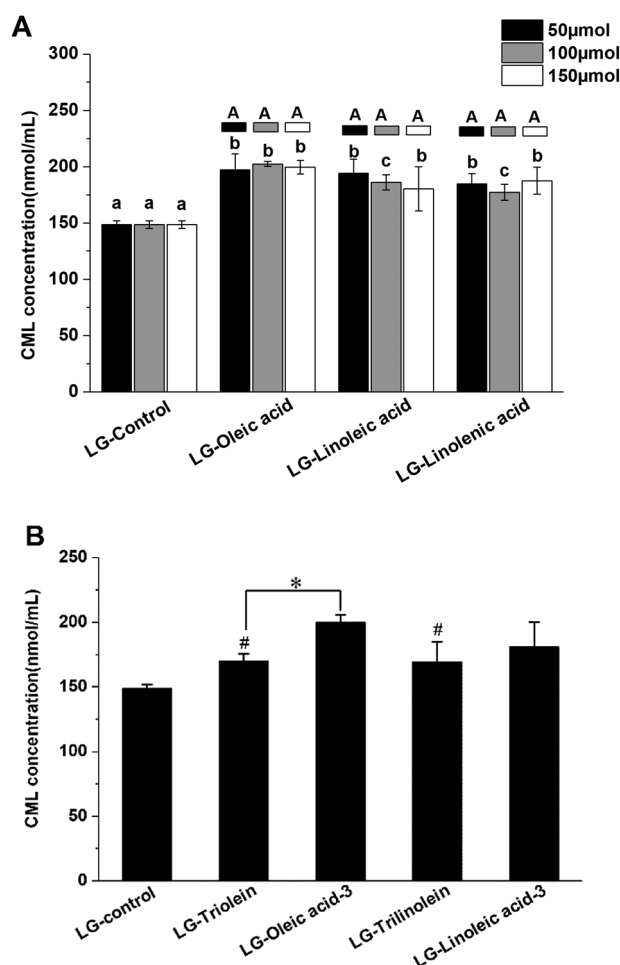 A
50µmol
100µmol
150µmol
CML concentration(nmol/mL)
300
250
200
150
100
50
0
A A A A A A A A A
a a a b b b b c b b c b
LG-Control
LG-Oleic acid
LG-Linoleic acid
LG-Linolenic acid
B
CML concentration(nmol/mL)
250
200
150
100
50
0
*
# #
LG-control
LG-Triolein
LG-Oleic acid-3
LG-Trilinolein
LG-Linoleic acid-3